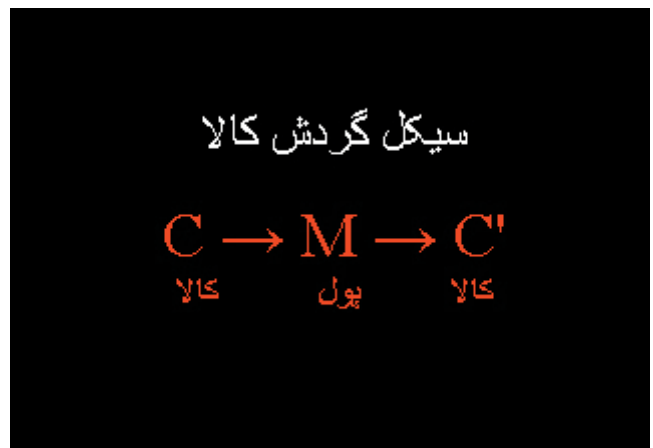 سیکل گردش کالا
C → M → C'
کالا پول کالا